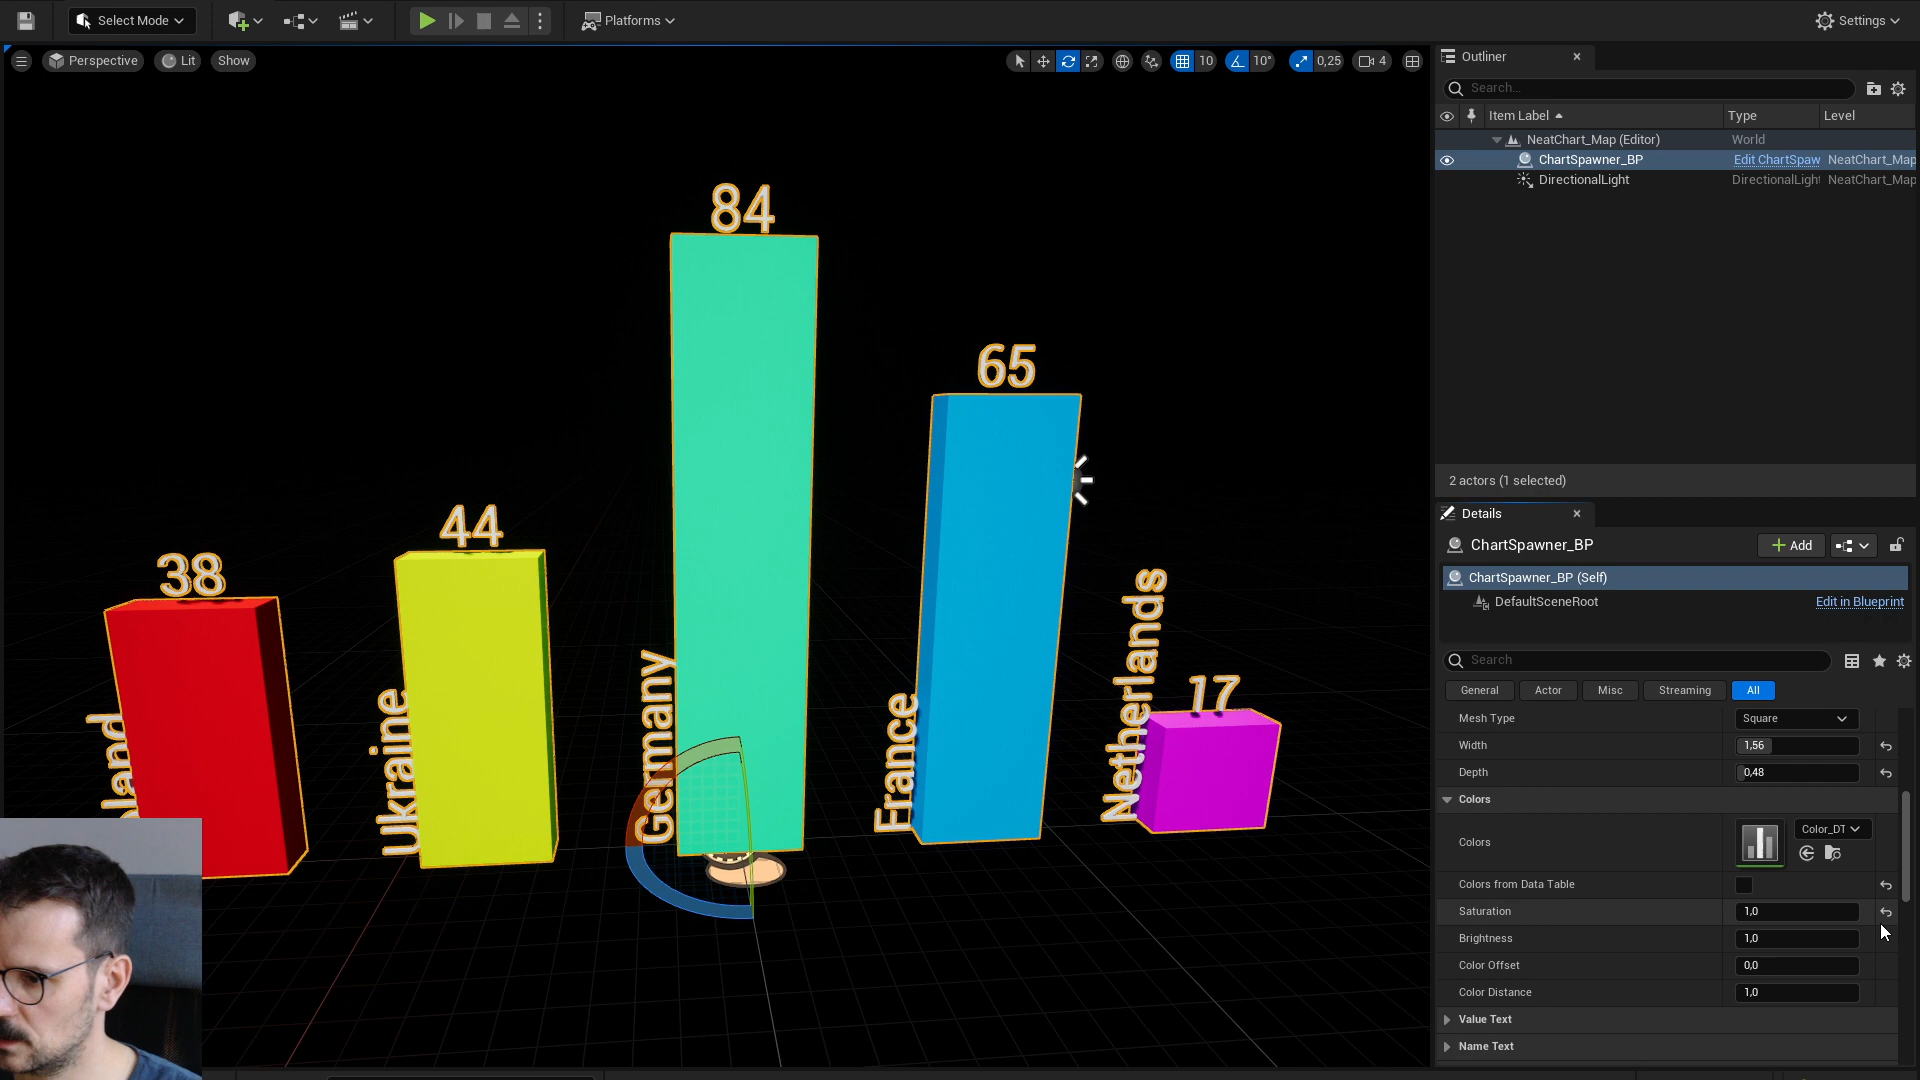 Select Mode
Platforms
Settings
Perspective
Lit
Show
10
10°
0,25
4
Outliner
Search...
Item Label
Type
Level
NeatChart_Map (Editor)
World
ChartSpawner_BP
Edit ChartSpaw
NeatChart_Map
DirectionalLight
DirectionalLight
NeatChart_Map
2 actors (1 selected)
Details
ChartSpawner_BP
Add
ChartSpawner_BP (Self)
DefaultSceneRoot
Edit in Blueprint
Search
General
Actor
Misc
Streaming
All
Mesh Type
Square
Width
1,56
Depth
0,48
Colors
Colors
Color_DT
Colors from Data Table
Saturation
1,0
Brightness
1,0
Color Offset
0,0
Color Distance
1,0
Value Text
Name Text
38
44
84
65
17
land
Ukraine
Germany
France
Netherlands